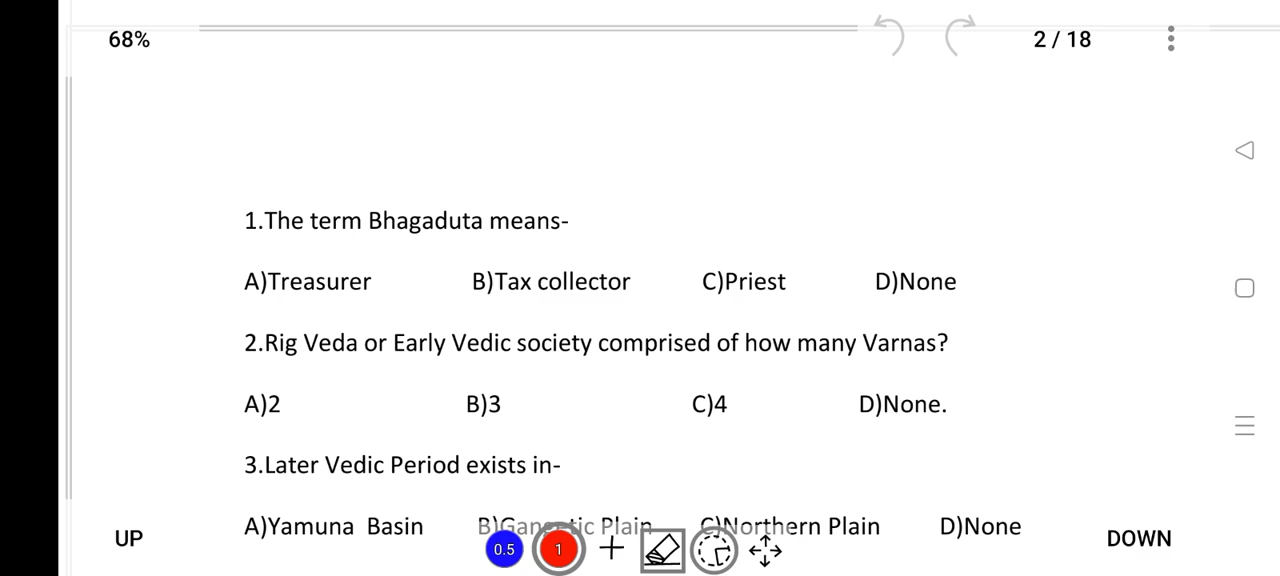 68% 2 / 18
1.The term Bhagaduta means-
A)Treasurer B)Tax collector C)Priest D)None
2.Rig Veda or Early Vedic society comprised of how many Varnas?
A)2 B)3 C)4 D)None.
3.Later Vedic Period exists in-
A)Yamuna Basin B)Gangetic Plain C)Northern Plain D)None
UP 0.5 1 DOWN